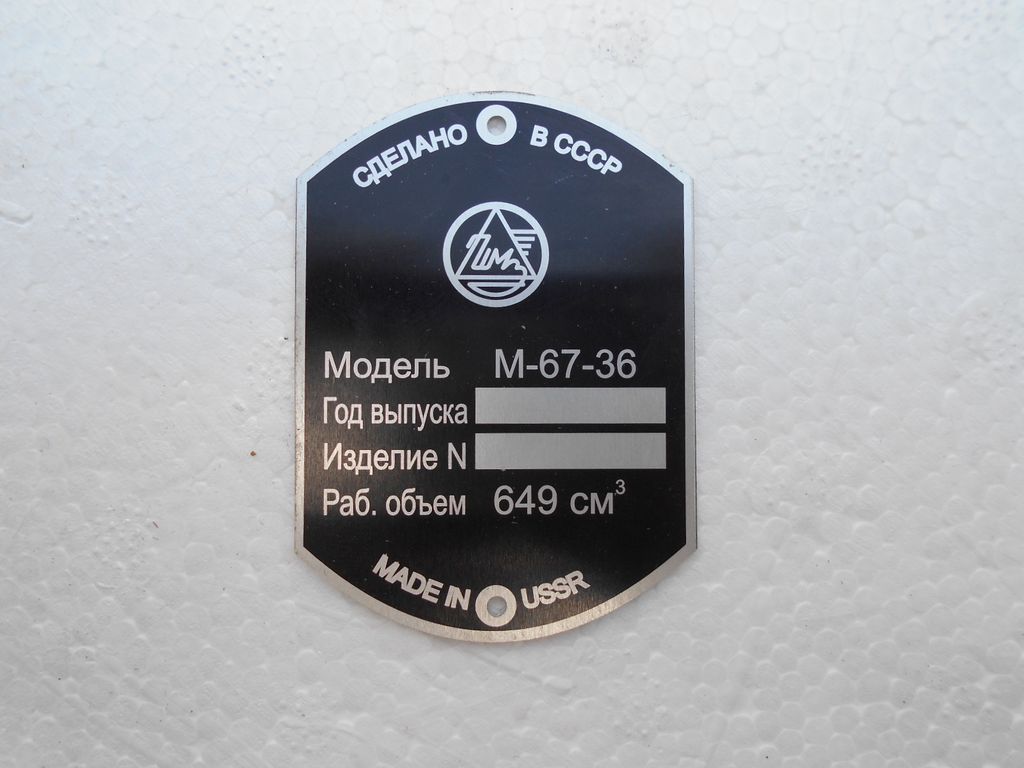 СДЕЛАНО В СССР
Модель М-67-36
Год выпуска
Изделие N
Раб. объем 649 см³
MADE IN USSR